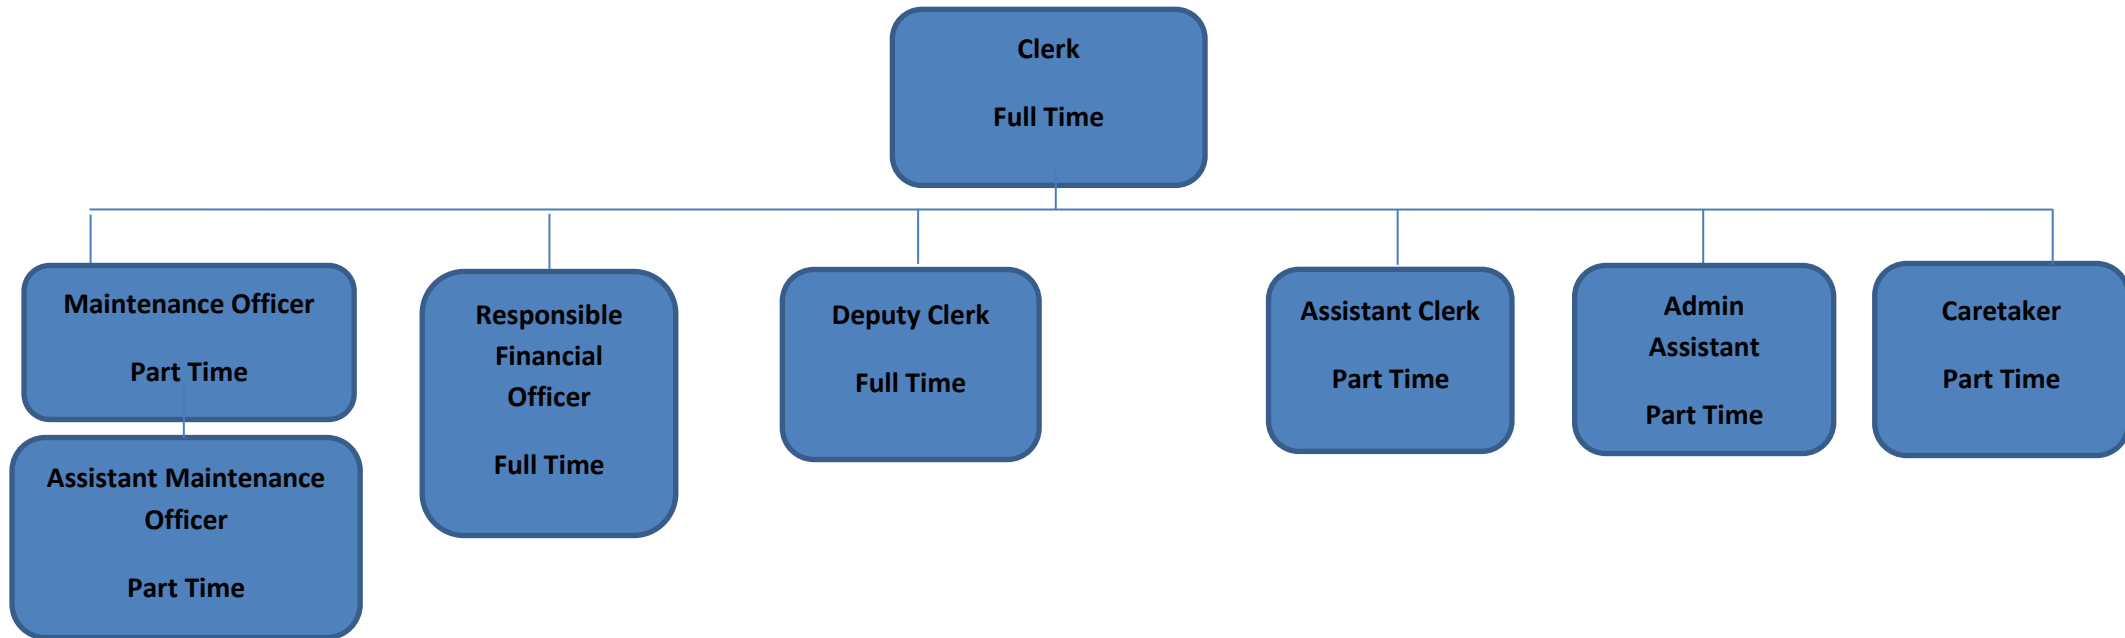 Clerk
Full Time
Maintenance Officer
Part Time
Assistant Maintenance
Officer
Part Time
Responsible
Financial
Officer
Full Time
Deputy Clerk
Full Time
Assistant Clerk
Part Time
Admin
Assistant
Part Time
Caretaker
Part Time